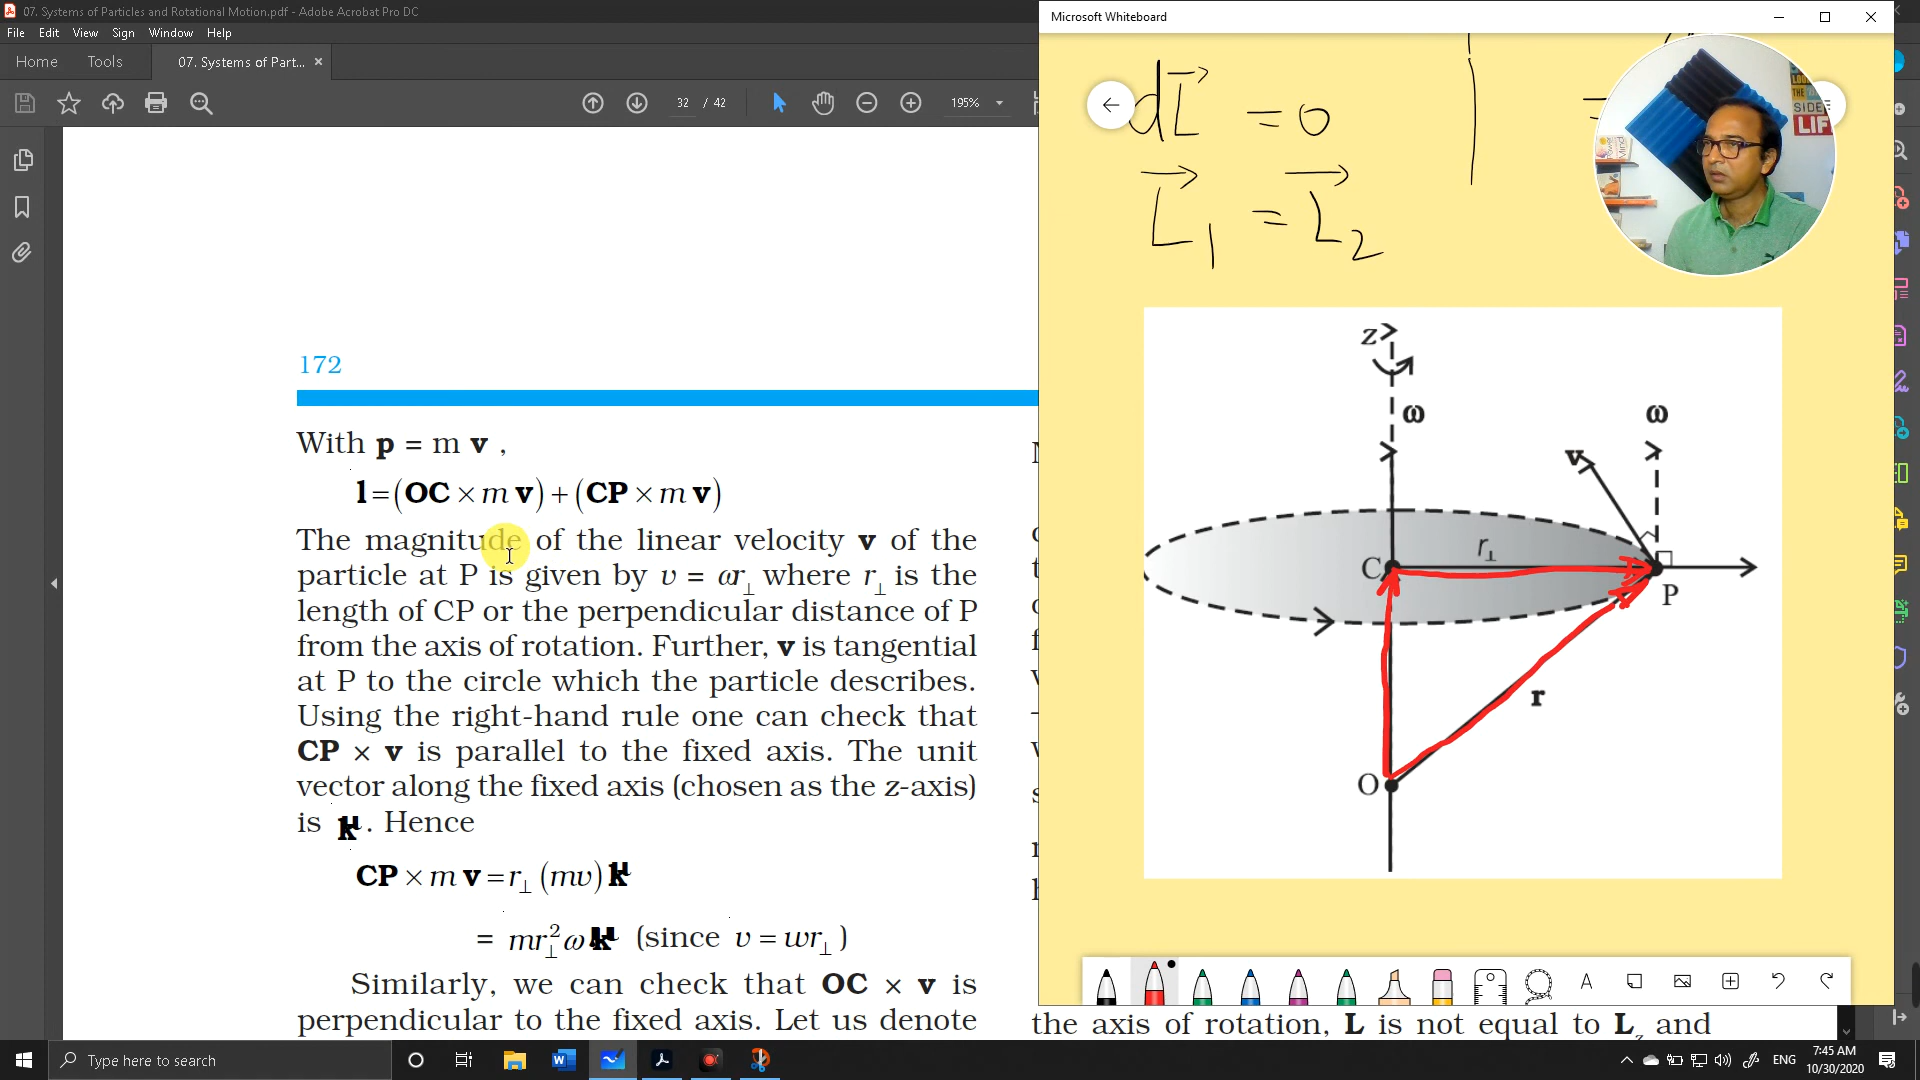 07. Systems of Particles and Rotational Motion.pdf - Adobe Acrobat Pro DC
File Edit View Sign Window Help
Home Tools 07. Systems of Part... ×
32 / 42 195%
172
With p = m v ,
l = (OC × m v) + (CP × m v)
The magnitude of the linear velocity v of the
particle at P is given by v = ωr⊥ where r⊥ is the
length of CP or the perpendicular distance of P
from the axis of rotation. Further, v is tangential
at P to the circle which the particle describes.
Using the right-hand rule one can check that
CP × v is parallel to the fixed axis. The unit
vector along the fixed axis (chosen as the z-axis)
is k. Hence
CP × m v = r⊥ (mv) k
= mr⊥² ω k (since v = wr⊥)
Similarly, we can check that OC × v is
perpendicular to the fixed axis. Let us denote
the axis of rotation, L is not equal to Lz and
Microsoft Whiteboard
dL = 0
L1 = L2
THE
SIDE
LIF
z
ω
ω
v
r⊥
C
P
r
O
A
Type here to search
ENG
7:45 AM
10/30/2020